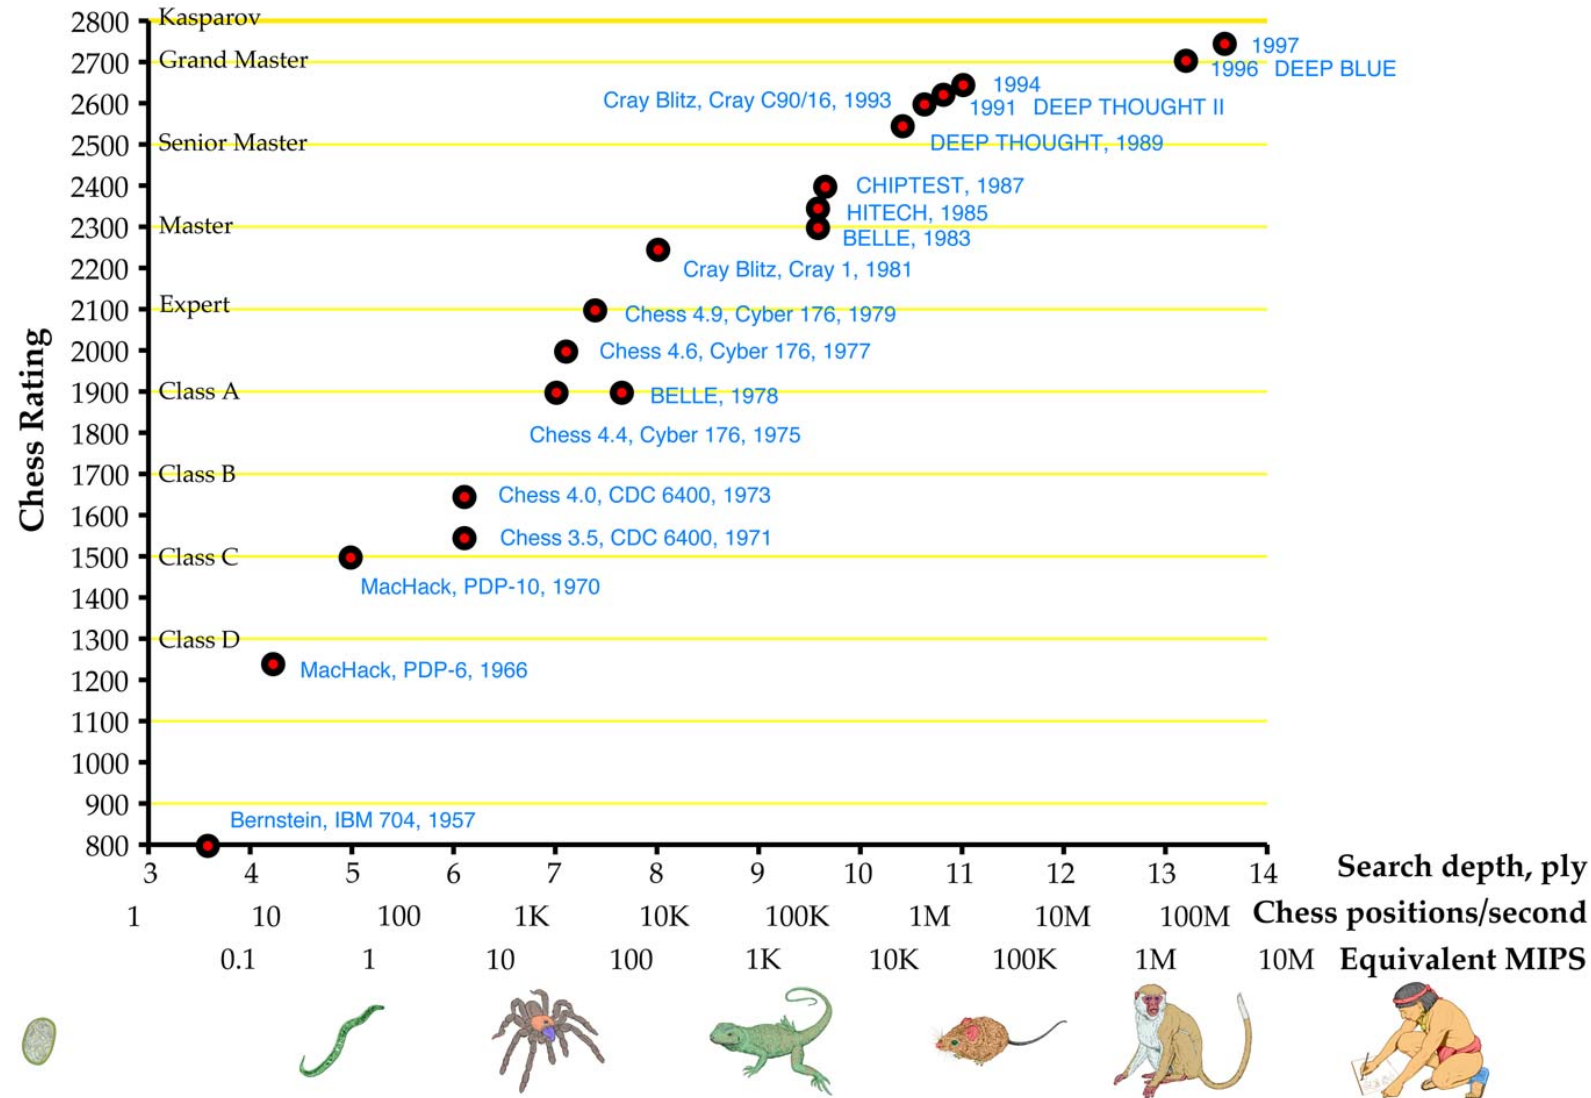 2800 Kasparov
1997
2700 Grand Master
1996 DEEP BLUE
1994
2600 Cray Blitz, Cray C90/16, 1993
1991 DEEP THOUGHT II
2500 Senior Master
DEEP THOUGHT, 1989
2400 CHIPTEST, 1987
HITECH, 1985
2300 Master
BELLE, 1983
2200 Cray Blitz, Cray 1, 1981
2100 Expert
Chess 4.9, Cyber 176, 1979
2000 Chess 4.6, Cyber 176, 1977
1900 Class A
BELLE, 1978
1800 Chess 4.4, Cyber 176, 1975
1700 Class B
Chess 4.0, CDC 6400, 1973
1600
Chess 3.5, CDC 6400, 1971
1500 Class C
MacHack, PDP-10, 1970
1400
1300 Class D
MacHack, PDP-6, 1966
1200
1100
1000
900
Bernstein, IBM 704, 1957
800
Chess Rating
3 4 5 6 7 8 9 10 11 12 13 14 Search depth, ply
1 10 100 1K 10K 100K 1M 10M 100M Chess positions/second
0.1 1 10 100 1K 10K 100K 1M 10M Equivalent MIPS